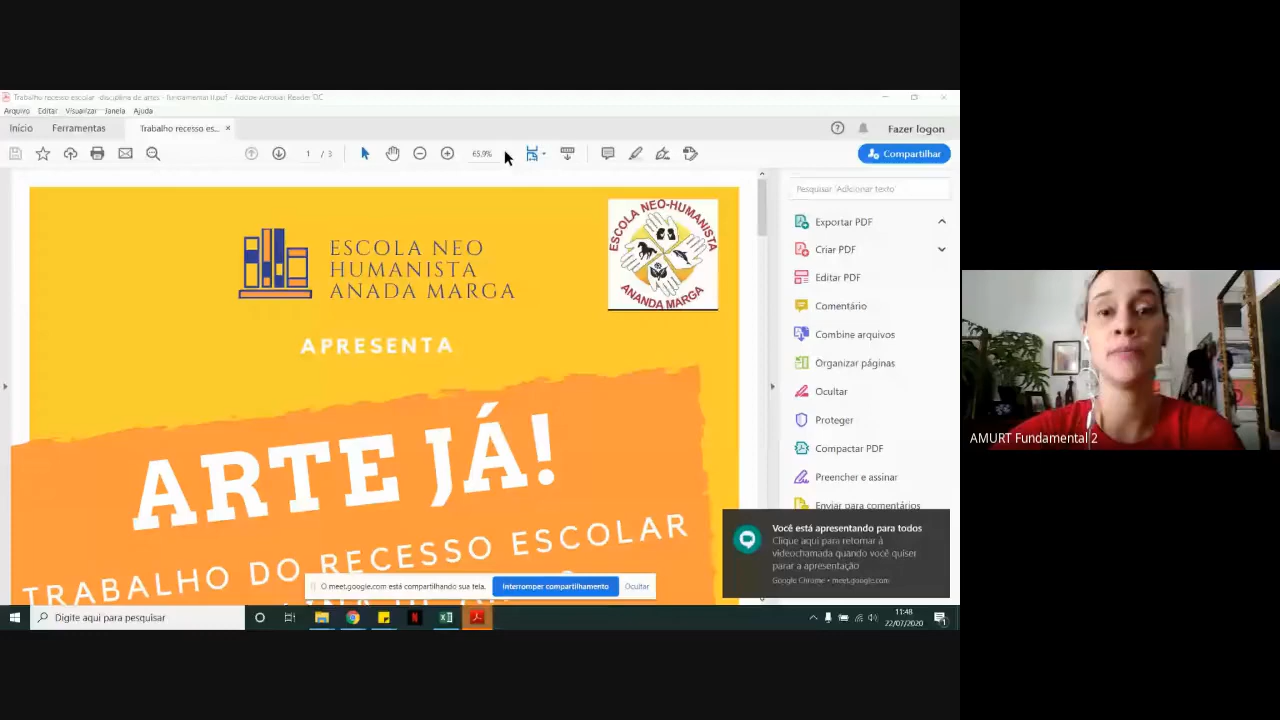 Trabalho recesso escolar -disciplina de artes - fundamental II.pdf - Adobe Acrobat Reader DC
Arquivo Editar Visualizar Janela Ajuda
Início Ferramentas Trabalho recesso es... × Fazer logon
1 / 3 65,9% Compartilhar
Pesquisar 'Adicionar texto'
Exportar PDF
Criar PDF
Editar PDF
Comentário
Combine arquivos
Organizar páginas
Ocultar
Proteger
Compactar PDF
Preencher e assinar
Enviar para comentários
ESCOLA NEO
HUMANISTA
ANADA MARGA
ESCOLA NEO-HUMANISTA
ANANDA MARGA
APRESENTA
ARTE JÁ!
TRABALHO DO RECESSO ESCOLAR
Você está apresentando para todos
Clique aqui para retornar à
videochamada quando você quiser
parar a apresentação
Google Chrome • meet.google.com
O meet.google.com está compartilhando sua tela. Interromper compartilhamento Ocultar
Digite aqui para pesquisar
11:48
22/07/2020
AMURT Fundamental 2